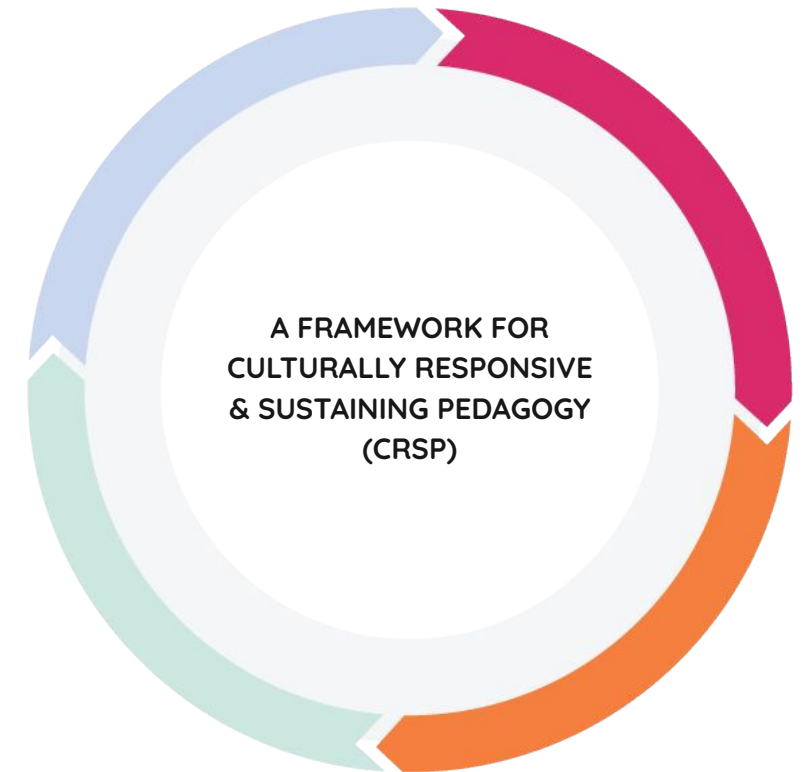 A FRAMEWORK FOR
CULTURALLY RESPONSIVE
& SUSTAINING PEDAGOGY
(CRSP)